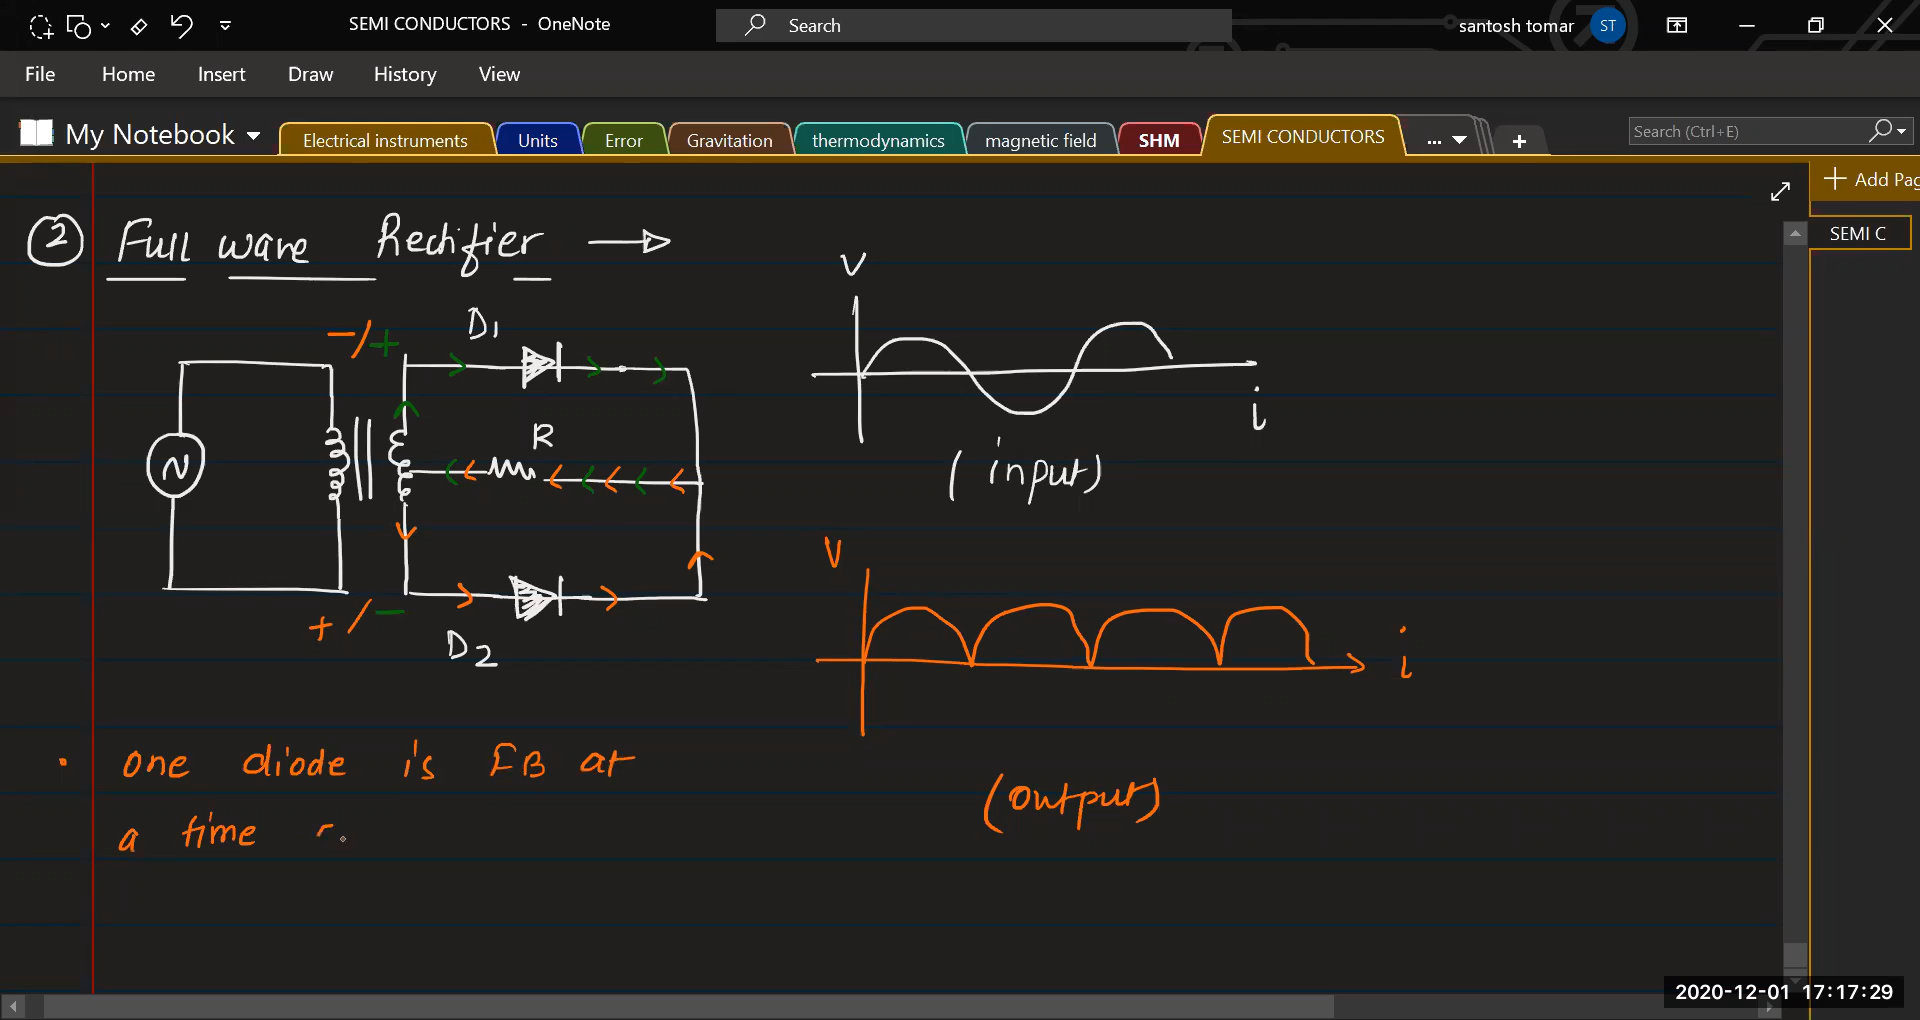 SEMI CONDUCTORS - OneNote
Search
santosh tomar
ST
File Home Insert Draw History View
My Notebook
Electrical instruments
Units
Error
Gravitation
thermodynamics
magnetic field
SHM
SEMI CONDUCTORS
...
Search (Ctrl+E)
Add Pag
SEMI C
2 Full wave Rectifier
-/+
D1
R
+/-
D2
V
i
(input)
V
i
(output)
• One diode is FB at
a time
2020-12-01 17:17:29